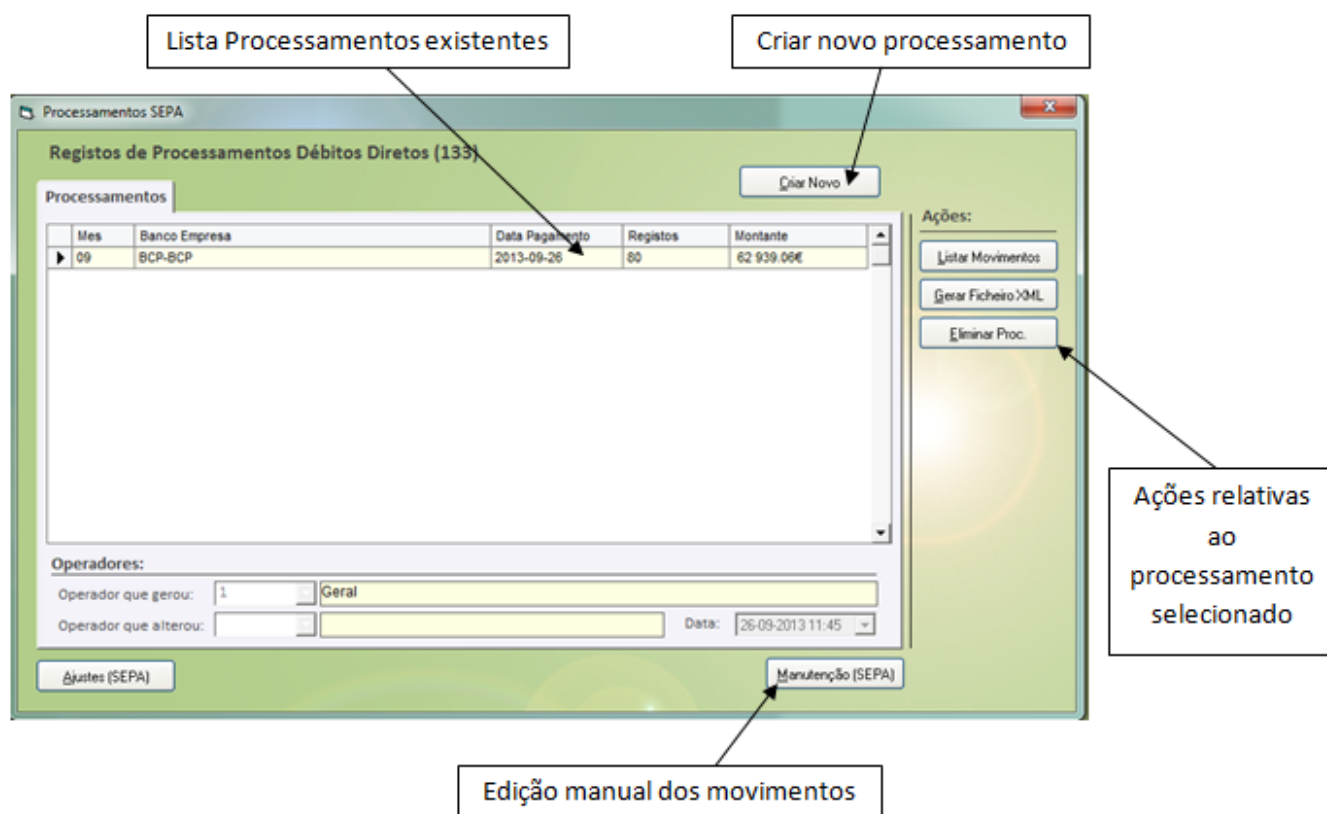 Lista Processamentos existentes
Criar novo processamento
Processamentos SEPA
Registos de Processamentos Débitos Diretos (133)
Criar Novo
Processamentos
Ações:
Mes Banco Empresa Data Pagamento Registos Montante
09 BCP-BCP 2013-09-26 80 62 939.06€
Listar Movimentos
Gerar Ficheiro XML
Eliminar Proc.
Ações relativas
ao
processamento
selecionado
Operadores:
Operador que gerou: 1 Geral
Operador que alterou: Data: 26-09-2013 11:45
Ajustes (SEPA)
Manutenção (SEPA)
Edição manual dos movimentos